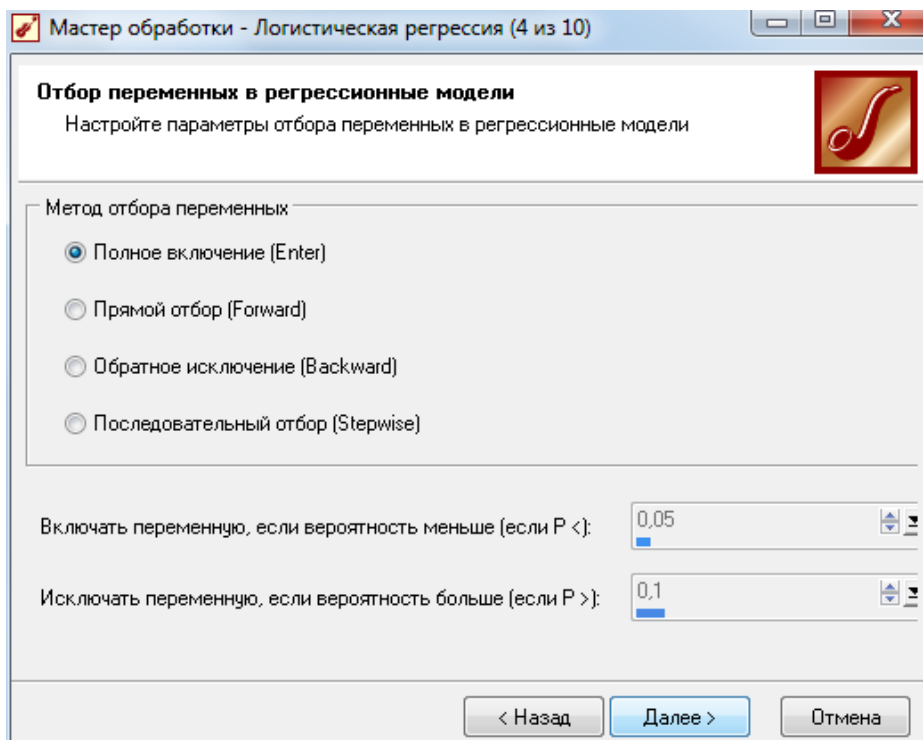 Мастер обработки - Логистическая регрессия (4 из 10)
Отбор переменных в регрессионные модели
Настройте параметры отбора переменных в регрессионные модели
Метод отбора переменных
Полное включение (Enter)
Прямой отбор (Forward)
Обратное исключение (Backward)
Последовательный отбор (Stepwise)
Включать переменную, если вероятность меньше (если P <): 0,05
Исключать переменную, если вероятность больше (если P >): 0,1
< Назад Далее > Отмена